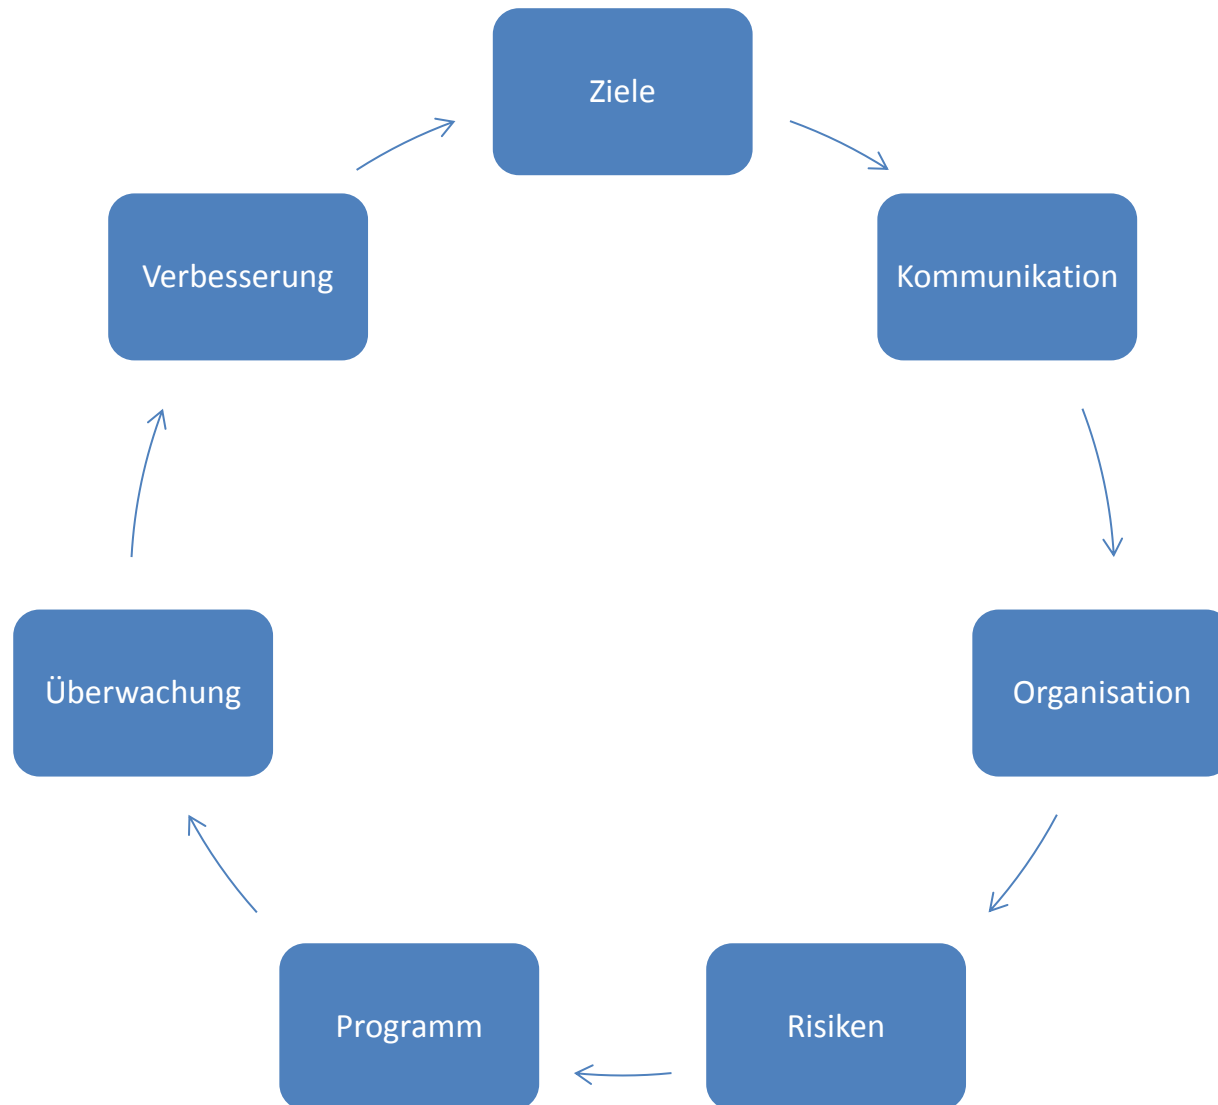 Ziele
Kommunikation
Organisation
Risiken
Programm
Überwachung
Verbesserung